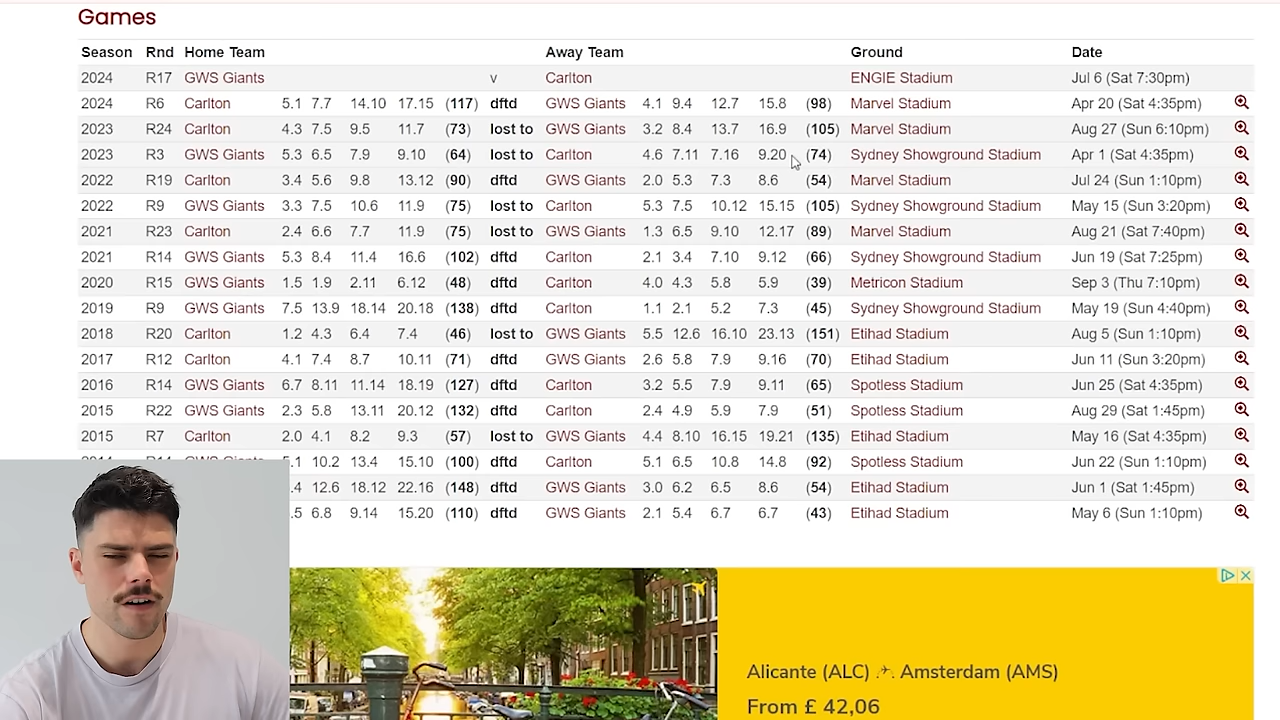 Games
Season Rnd Home Team Away Team Ground Date
2024 R17 GWS Giants v Carlton ENGIE Stadium Jul 6 (Sat 7:30pm)
2024 R6 Carlton 5.1 7.7 14.10 17.15 (117) dftd GWS Giants 4.1 9.4 12.7 15.8 (98) Marvel Stadium Apr 20 (Sat 4:35pm)
2023 R24 Carlton 4.3 7.5 9.5 11.7 (73) lost to GWS Giants 3.2 8.4 13.7 16.9 (105) Marvel Stadium Aug 27 (Sun 6:10pm)
2023 R3 GWS Giants 5.3 6.5 7.9 9.10 (64) lost to Carlton 4.6 7.11 7.16 9.20 (74) Sydney Showground Stadium Apr 1 (Sat 4:35pm)
2022 R19 Carlton 3.4 5.6 9.8 13.12 (90) dftd GWS Giants 2.0 5.3 7.3 8.6 (54) Marvel Stadium Jul 24 (Sun 1:10pm)
2022 R9 GWS Giants 3.3 7.5 10.6 11.9 (75) lost to Carlton 5.3 7.5 10.12 15.15 (105) Sydney Showground Stadium May 15 (Sun 3:20pm)
2021 R23 Carlton 2.4 6.6 7.7 11.9 (75) lost to GWS Giants 1.3 6.5 9.10 12.17 (89) Marvel Stadium Aug 21 (Sat 7:40pm)
2021 R14 GWS Giants 5.3 8.4 11.4 16.6 (102) dftd Carlton 2.1 3.4 7.10 9.12 (66) Sydney Showground Stadium Jun 19 (Sat 7:25pm)
2020 R15 GWS Giants 1.5 1.9 2.11 6.12 (48) dftd Carlton 4.0 4.3 5.8 5.9 (39) Metricon Stadium Sep 3 (Thu 7:10pm)
2019 R9 GWS Giants 7.5 13.9 18.14 20.18 (138) dftd Carlton 1.1 2.1 5.2 7.3 (45) Sydney Showground Stadium May 19 (Sun 4:40pm)
2018 R20 Carlton 1.2 4.3 6.4 7.4 (46) lost to GWS Giants 5.5 12.6 16.10 23.13 (151) Etihad Stadium Aug 5 (Sun 1:10pm)
2017 R12 Carlton 4.1 7.4 8.7 10.11 (71) dftd GWS Giants 2.6 5.8 7.9 9.16 (70) Etihad Stadium Jun 11 (Sun 3:20pm)
2016 R14 GWS Giants 6.7 8.11 11.14 18.19 (127) dftd Carlton 3.2 5.5 7.9 9.11 (65) Spotless Stadium Jun 25 (Sat 4:35pm)
2015 R22 GWS Giants 2.3 5.8 13.11 20.12 (132) dftd Carlton 2.4 4.9 5.9 7.9 (51) Spotless Stadium Aug 29 (Sat 1:45pm)
2015 R7 Carlton 2.0 4.1 8.2 9.3 (57) lost to GWS Giants 4.4 8.10 16.15 19.21 (135) Etihad Stadium May 16 (Sat 4:35pm)
.1 10.2 13.4 15.10 (100) dftd Carlton 5.1 6.5 10.8 14.8 (92) Spotless Stadium Jun 22 (Sun 1:10pm)
.4 12.6 18.12 22.16 (148) dftd GWS Giants 3.0 6.2 6.5 8.6 (54) Etihad Stadium Jun 1 (Sat 1:45pm)
.5 6.8 9.14 15.20 (110) dftd GWS Giants 2.1 5.4 6.7 6.7 (43) Etihad Stadium May 6 (Sun 1:10pm)
Alicante (ALC) Amsterdam (AMS)
From £ 42,06